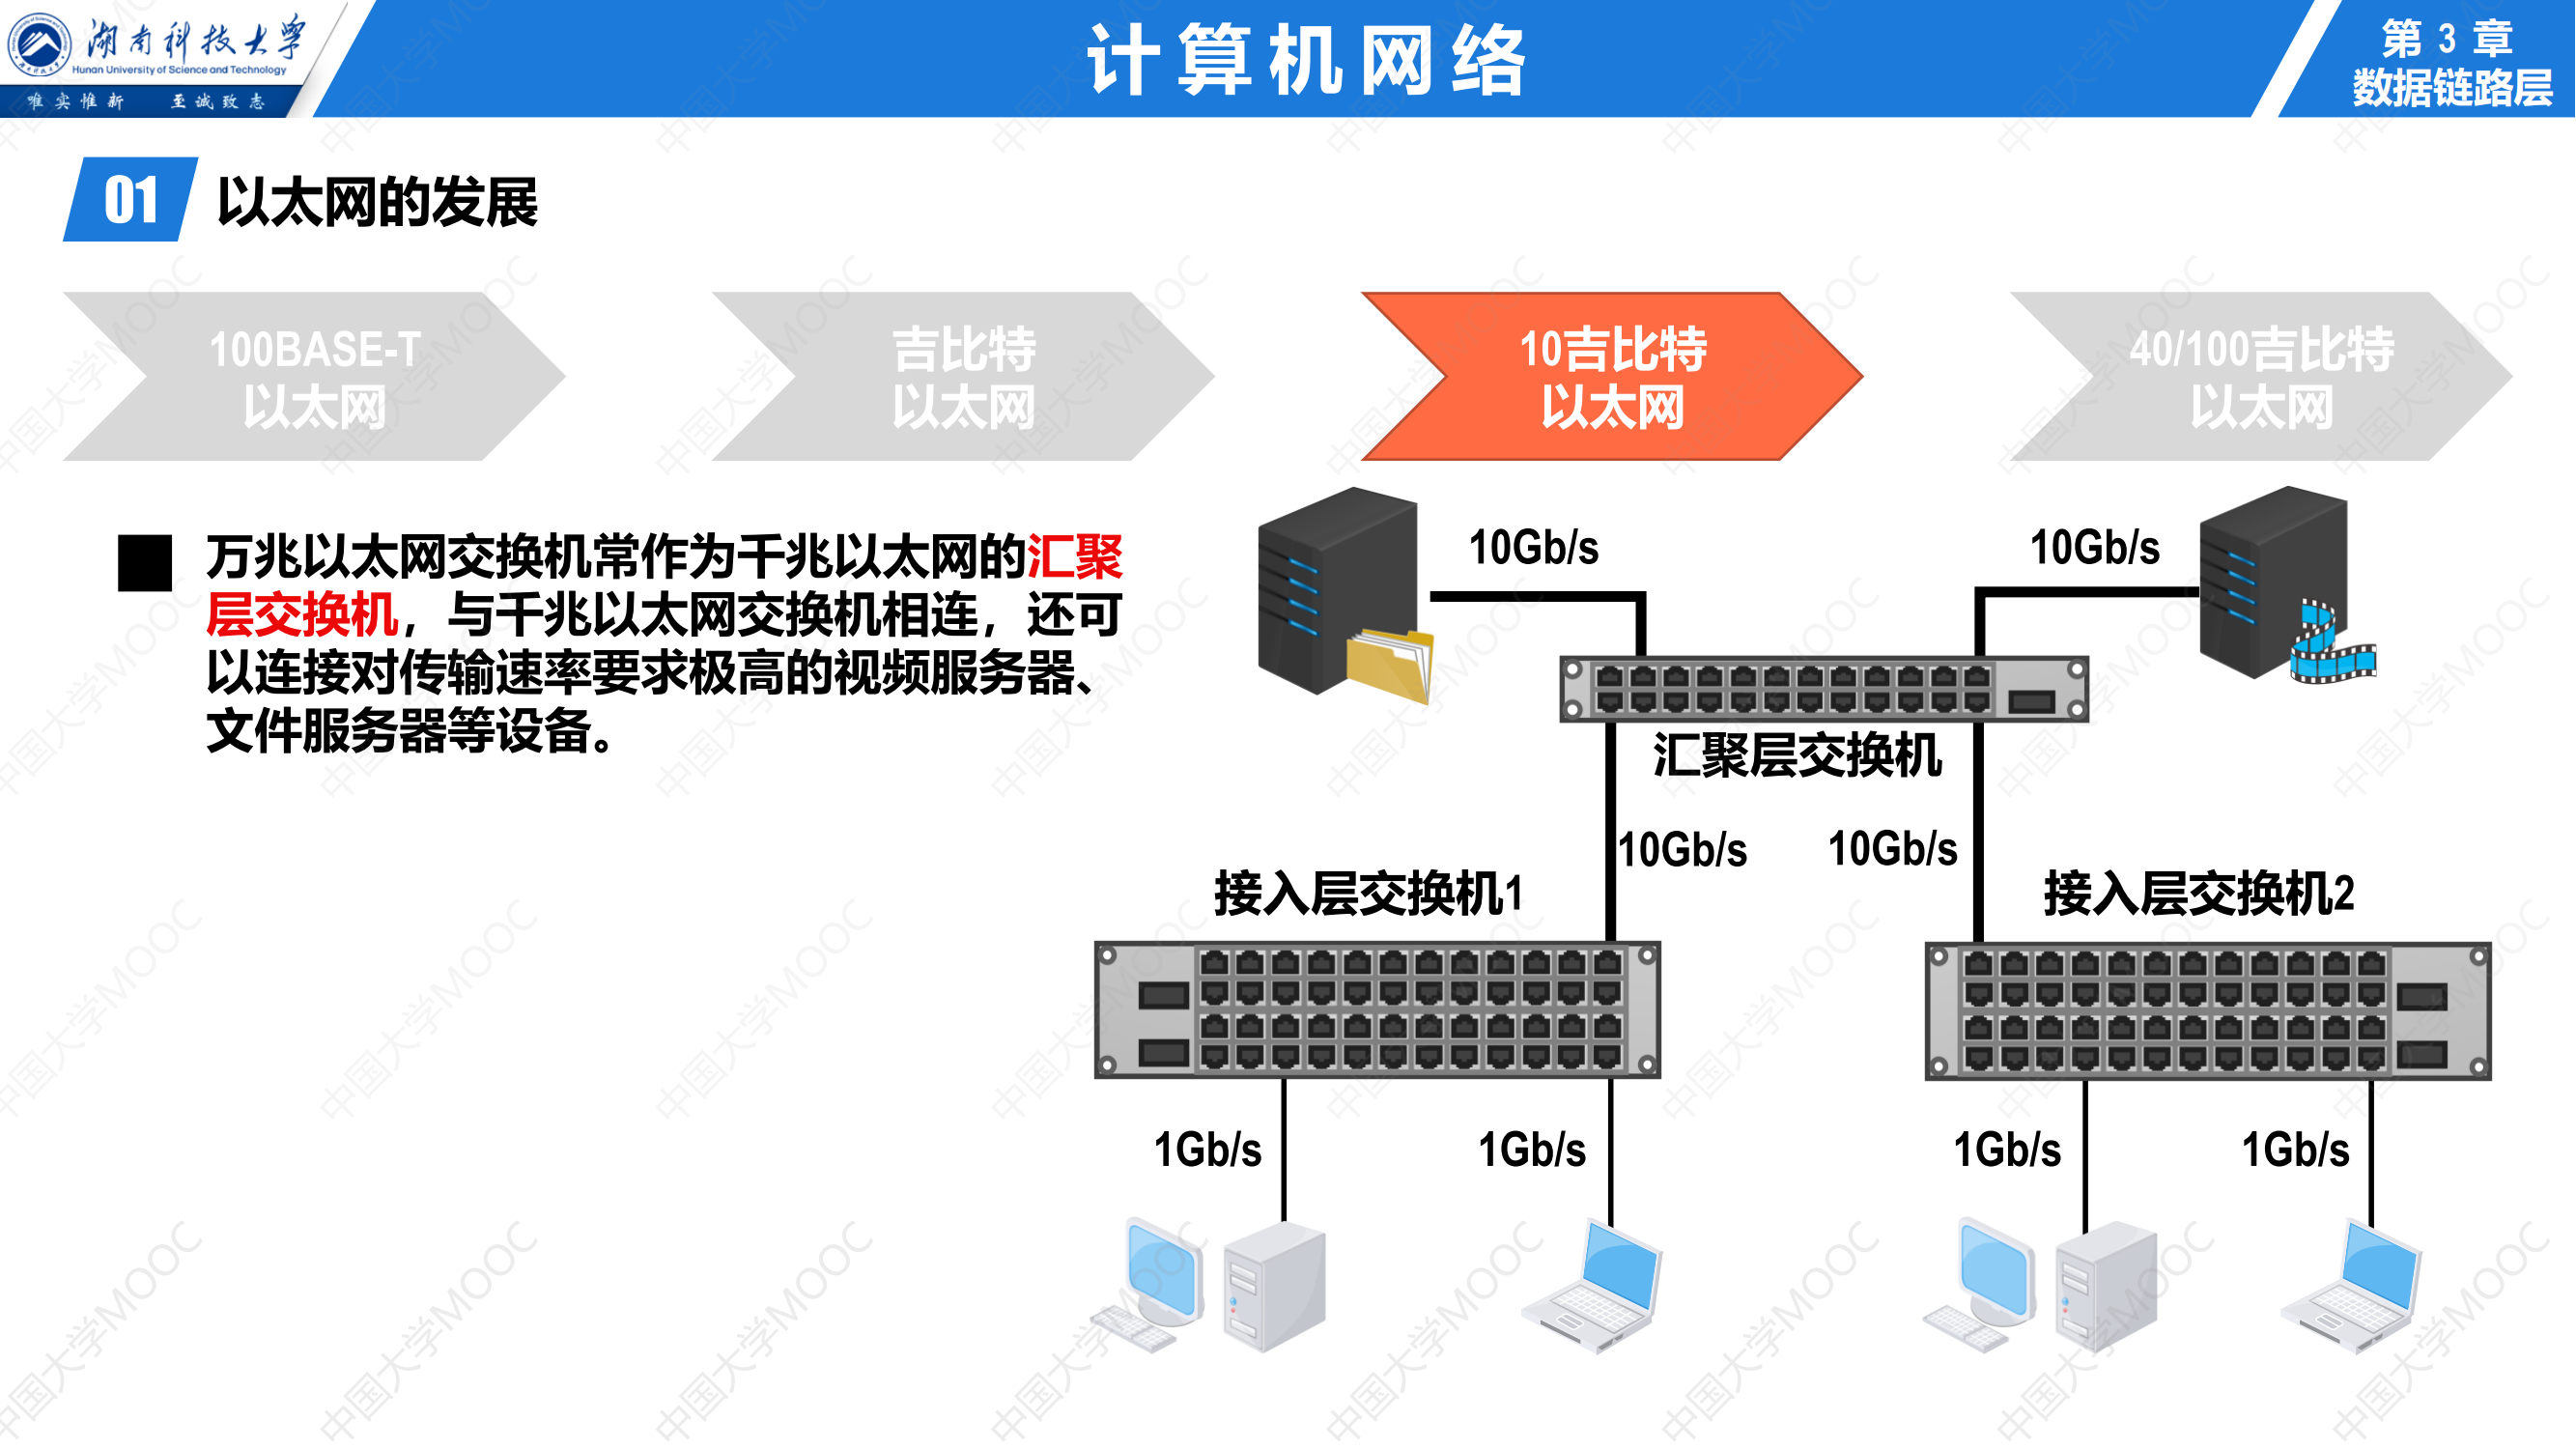 湖南科技大学
Hunan University of Science and Technology
唯实惟新 至诚致志
计算机网络
第 3 章
数据链路层
01 以太网的发展
100BASE-T
以太网
吉比特
以太网
10吉比特
以太网
40/100吉比特
以太网
万兆以太网交换机常作为千兆以太网的汇聚
层交换机，与千兆以太网交换机相连，还可
以连接对传输速率要求极高的视频服务器、
文件服务器等设备。
10Gb/s
10Gb/s
汇聚层交换机
10Gb/s
10Gb/s
接入层交换机1
接入层交换机2
1Gb/s
1Gb/s
1Gb/s
1Gb/s
中国大学MOOC